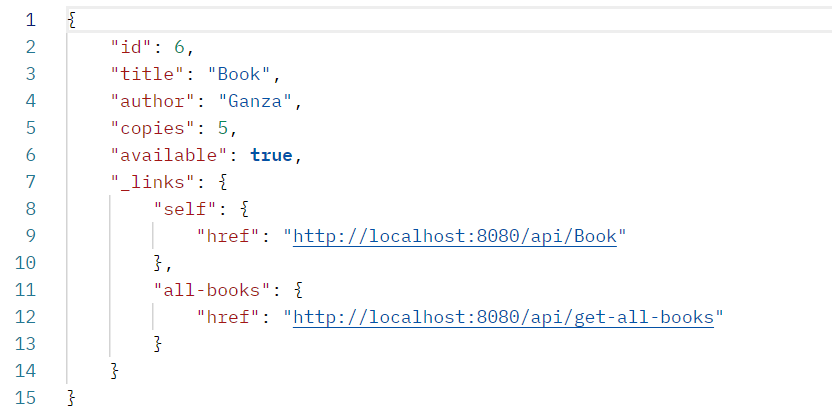 1 {
2     "id": 6,
3     "title": "Book",
4     "author": "Ganza",
5     "copies": 5,
6     "available": true,
7     "_links": {
8         "self": {
9             "href": "http://localhost:8080/api/Book"
10         },
11         "all-books": {
12             "href": "http://localhost:8080/api/get-all-books"
13         }
14     }
15 }